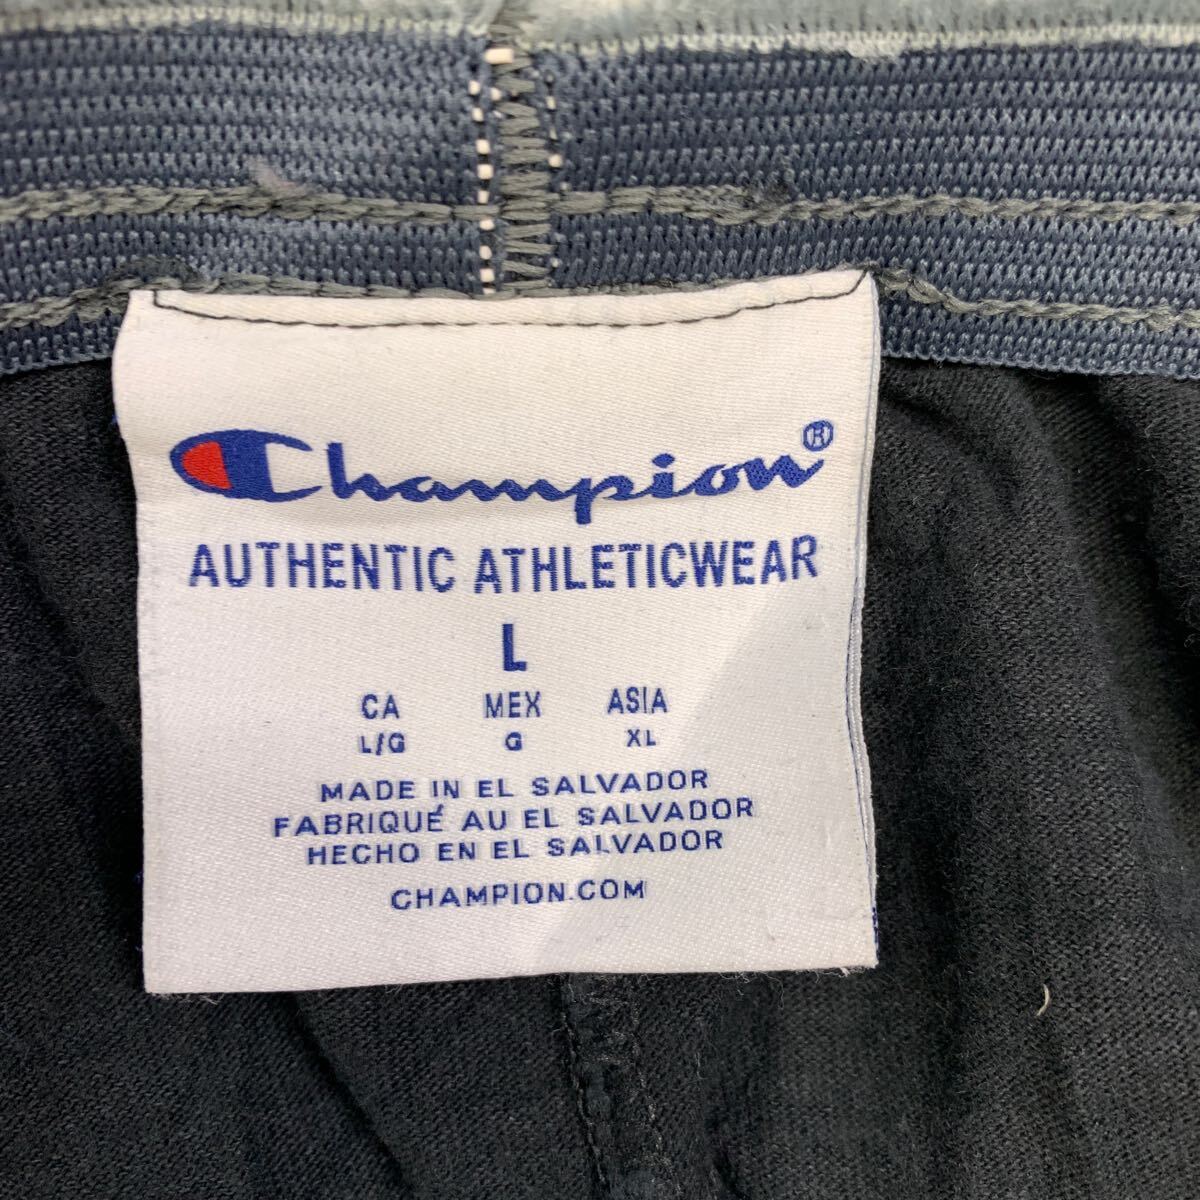 Champion®
AUTHENTIC ATHLETICWEAR
L
CA MEX ASIA
L/G G XL
MADE IN EL SALVADOR
FABRIQUÉ AU EL SALVADOR
HECHO EN EL SALVADOR
CHAMPION.COM